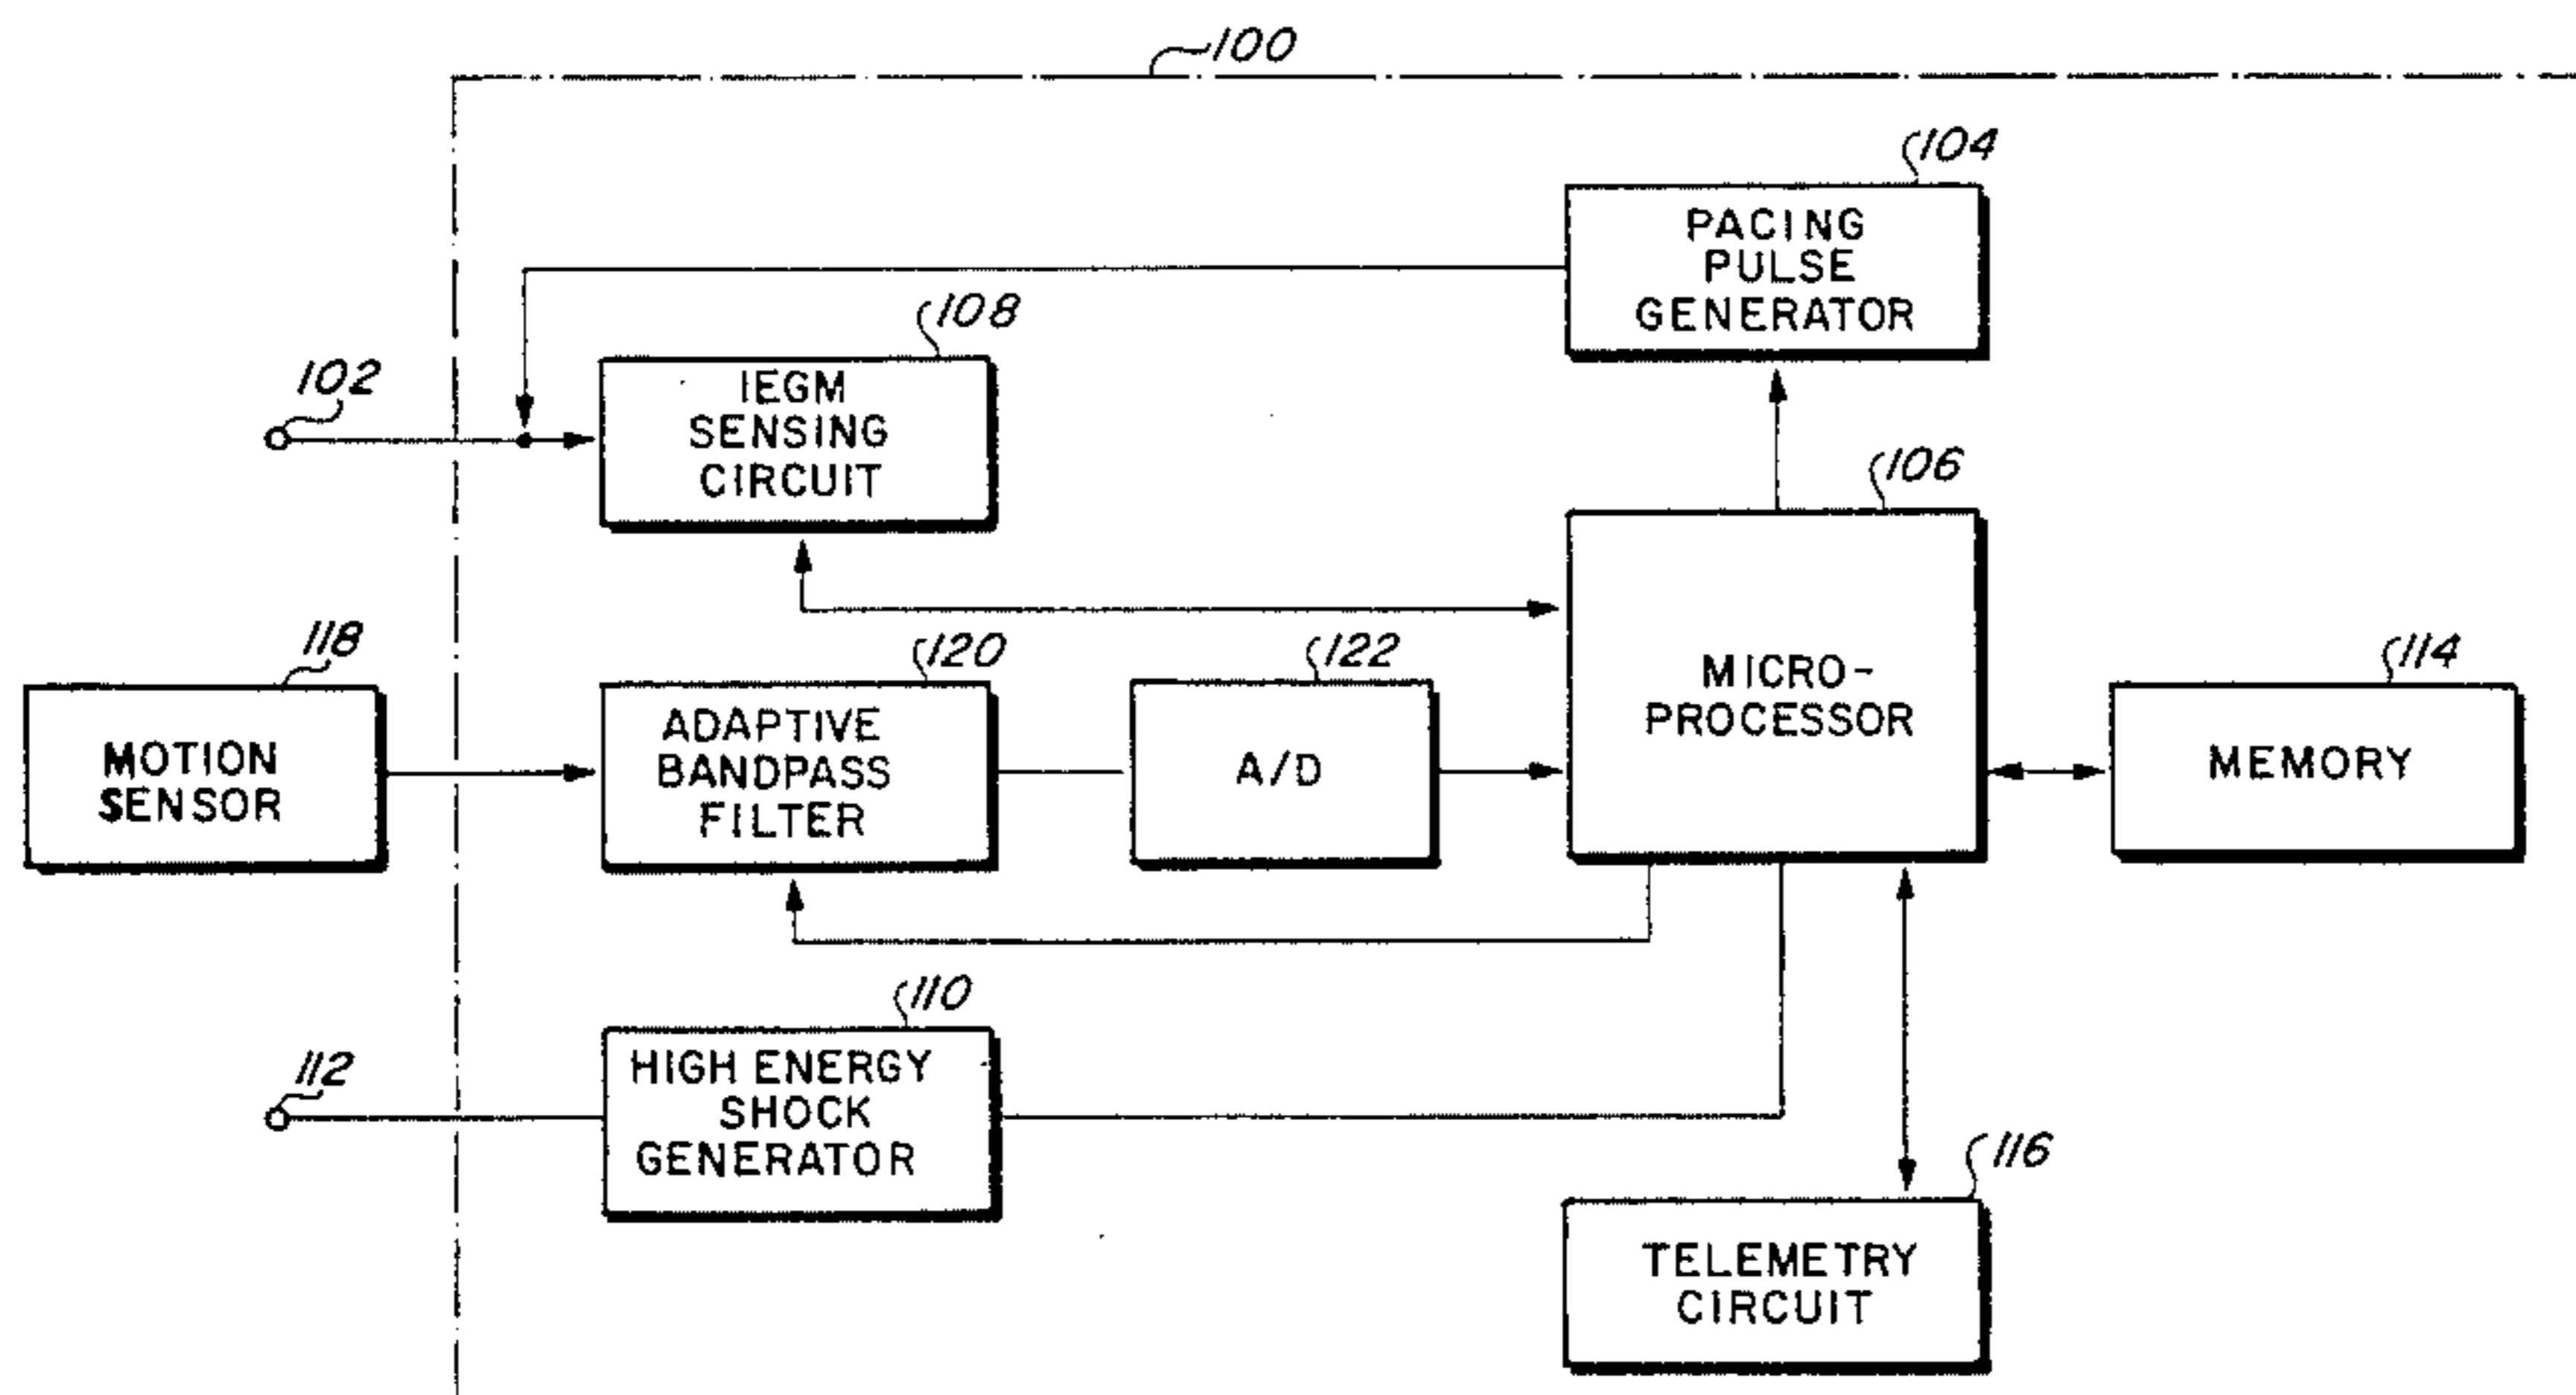 100
104
PACING
PULSE
GENERATOR
108
102
IEGM
SENSING
CIRCUIT
106
118
120
122
114
MOTION
SENSOR
ADAPTIVE
BANDPASS
FILTER
A/D
MICRO-
PROCESSOR
MEMORY
110
112
HIGH ENERGY
SHOCK
GENERATOR
116
TELEMETRY
CIRCUIT